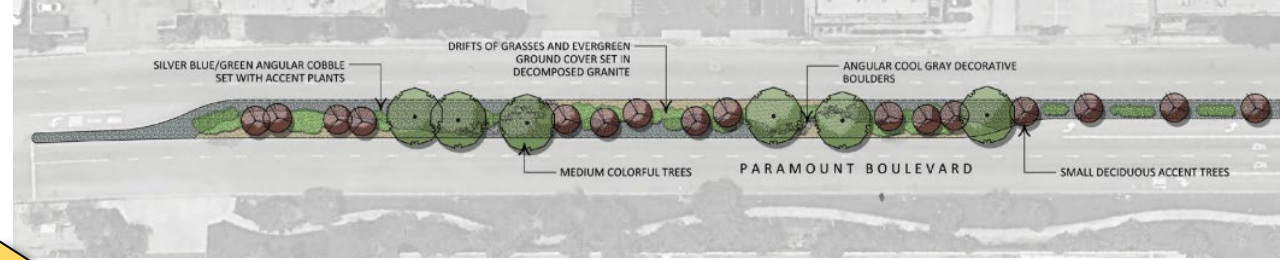 DRIFTS OF GRASSES AND EVERGREEN
GROUND COVER SET IN
DECOMPOSED GRANITE
SILVER BLUE/GREEN ANGULAR COBBLE
SET WITH ACCENT PLANTS
ANGULAR COOL GRAY DECORATIVE
BOULDERS
MEDIUM COLORFUL TREES
PARAMOUNT BOULEVARD
SMALL DECIDUOUS ACCENT TREES